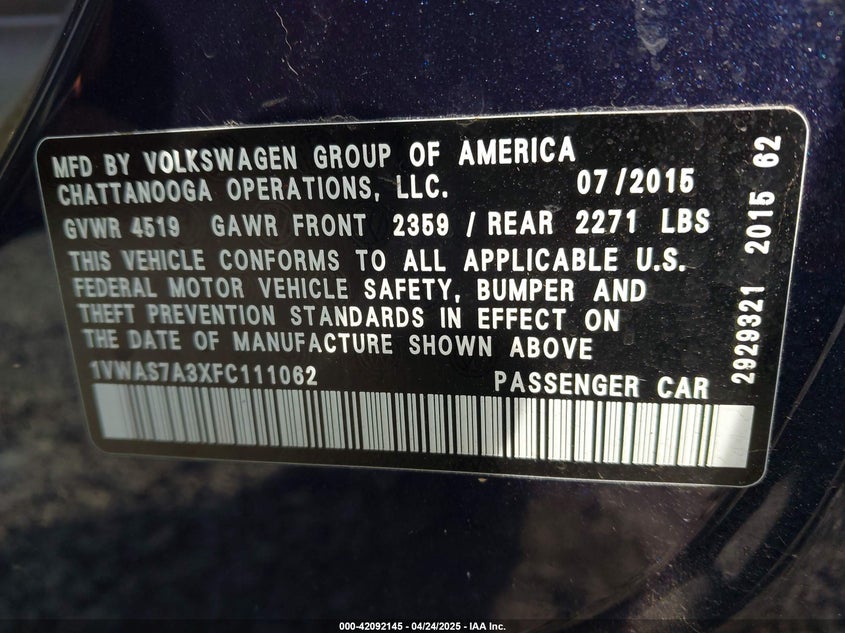 MFD BY VOLKSWAGEN GROUP OF AMERICA
CHATTANOOGA OPERATIONS, LLC. 07/2015
GVWR 4519 GAWR FRONT 2359 / REAR 2271 LBS
THIS VEHICLE CONFORMS TO ALL APPLICABLE U.S.
FEDERAL MOTOR VEHICLE SAFETY, BUMPER AND
THEFT PREVENTION STANDARDS IN EFFECT ON
THE DATE OF MANUFACTURE SHOWN ABOVE
1VWAS7A3XFC111062 PASSENGER CAR
2929321 2015 62
000-42092145 - 04/24/2025 - IAA Inc.